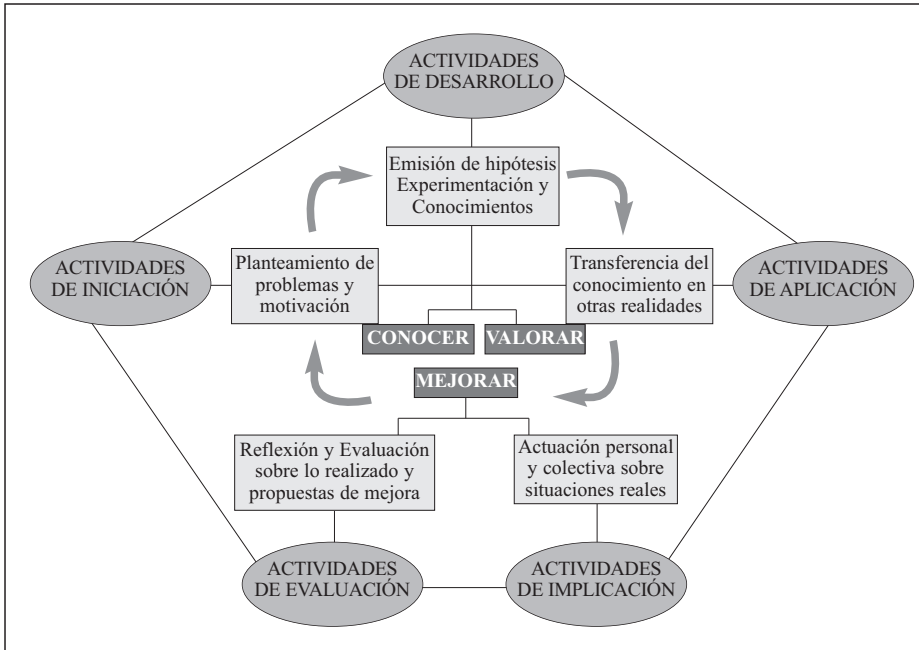 ACTIVIDADES
DE DESARROLLO
Emisión de hipótesis
Experimentación y
Conocimientos
ACTIVIDADES
DE INICIACIÓN
Planteamiento de
problemas y
motivación
Transferencia del
conocimiento en
otras realidades
ACTIVIDADES
DE APLICACIÓN
CONOCER
VALORAR
MEJORAR
Reflexión y Evaluación
sobre lo realizado y
propuestas de mejora
Actuación personal
y colectiva sobre
situaciones reales
ACTIVIDADES
DE EVALUACIÓN
ACTIVIDADES
DE IMPLICACIÓN